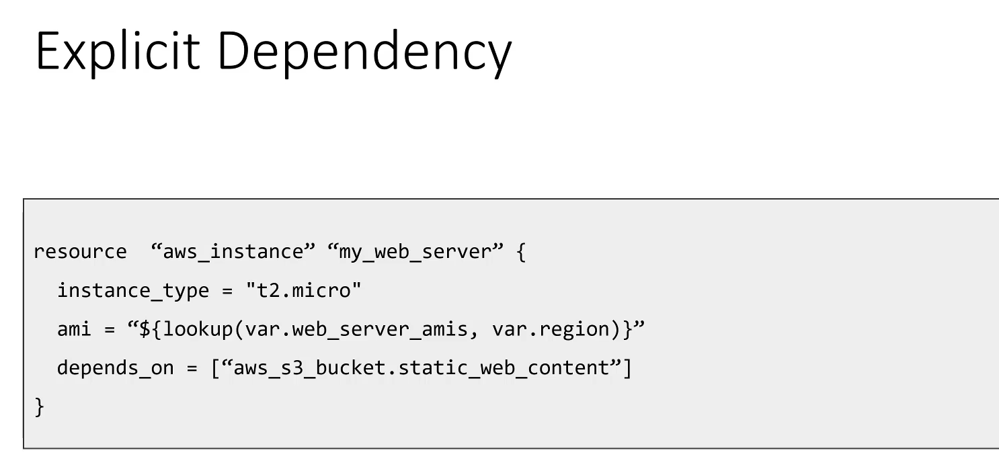 Explicit Dependency
resource  “aws_instance” “my_web_server” {
  instance_type = "t2.micro"
  ami = “${lookup(var.web_server_amis, var.region)}”
  depends_on = [“aws_s3_bucket.static_web_content”]
}